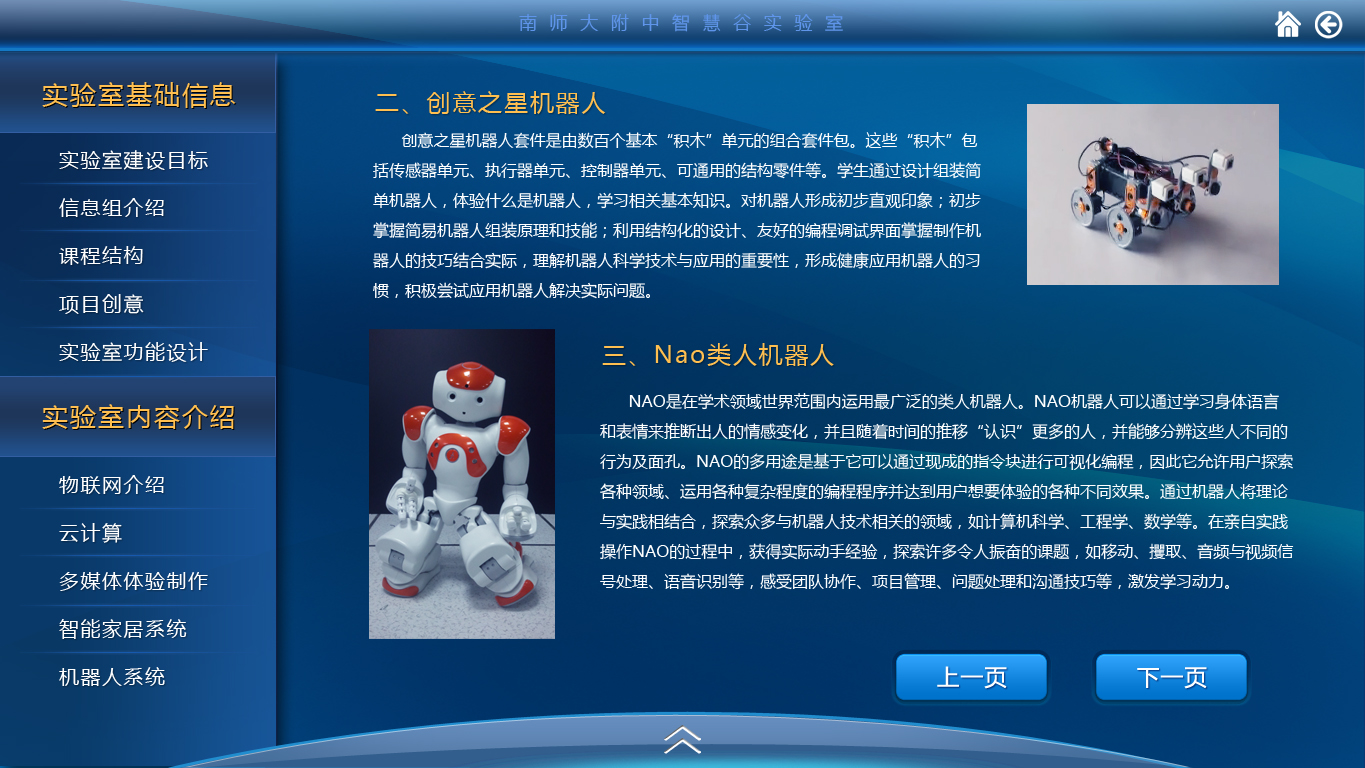 南师大附中智慧谷实验室
实验室基础信息
实验室建设目标
信息组介绍
课程结构
项目创意
实验室功能设计
实验室内容介绍
物联网介绍
云计算
多媒体体验制作
智能家居系统
机器人系统
二、创意之星机器人
创意之星机器人套件是由数百个基本“积木”单元的组合套件包。这些“积木”包
括传感器单元、执行器单元、控制器单元、可通用的结构零件等。学生通过设计组装简
单机器人，体验什么是机器人，学习相关基本知识。对机器人形成初步直观印象；初步
掌握简易机器人组装原理和技能；利用结构化的设计、友好的编程调试界面掌握制作机
器人的技巧结合实际，理解机器人科学技术与应用的重要性，形成健康应用机器人的习
惯，积极尝试应用机器人解决实际问题。
三、Nao类人机器人
NAO是在学术领域世界范围内运用最广泛的类人机器人。NAO机器人可以通过学习身体语言
和表情来推断出人的情感变化，并且随着时间的推移“认识”更多的人，并能够分辨这些人不同的
行为及面孔。NAO的多用途是基于它可以通过现成的指令块进行可视化编程，因此它允许用户探索
各种领域、运用各种复杂程度的编程程序并达到用户想要体验的各种不同效果。通过机器人将理论
与实践相结合，探索众多与机器人技术相关的领域，如计算机科学、工程学、数学等。在亲自实践
操作NAO的过程中，获得实际动手经验，探索许多令人振奋的课题，如移动、攫取、音频与视频信
号处理、语音识别等，感受团队协作、项目管理、问题处理和沟通技巧等，激发学习动力。
上一页
下一页